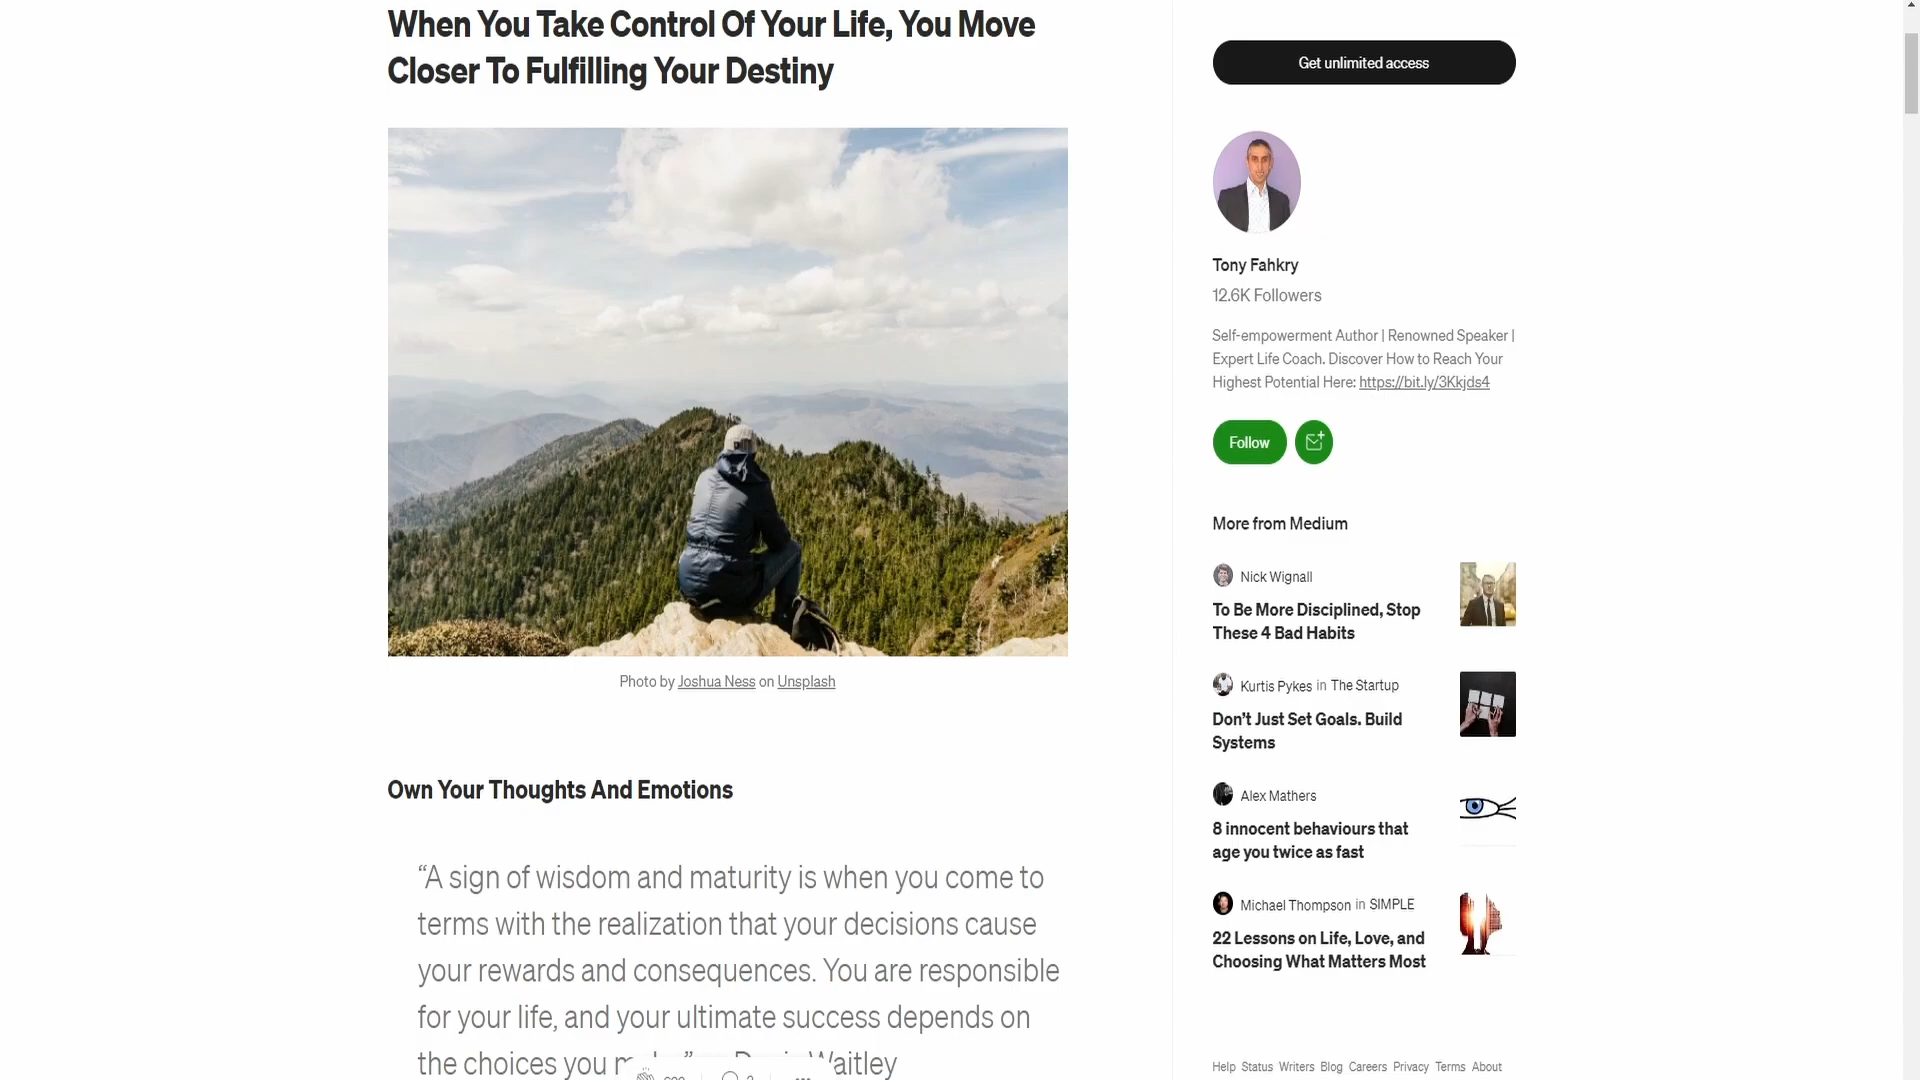 When You Take Control Of Your Life, You Move
Closer To Fulfilling Your Destiny
Photo by Joshua Ness on Unsplash
Own Your Thoughts And Emotions
“A sign of wisdom and maturity is when you come to
terms with the realization that your decisions cause
your rewards and consequences. You are responsible
for your life, and your ultimate success depends on
the choices you
Waitley
Get unlimited access
Tony Fahkry
12.6K Followers
Self-empowerment Author | Renowned Speaker |
Expert Life Coach. Discover How to Reach Your
Highest Potential Here: https://bit.ly/3Kkjds4
Follow
More from Medium
Nick Wignall
To Be More Disciplined, Stop
These 4 Bad Habits
Kurtis Pykes in The Startup
Don’t Just Set Goals. Build
Systems
Alex Mathers
8 innocent behaviours that
age you twice as fast
Michael Thompson in SIMPLE
22 Lessons on Life, Love, and
Choosing What Matters Most
Help Status Writers Blog Careers Privacy Terms About